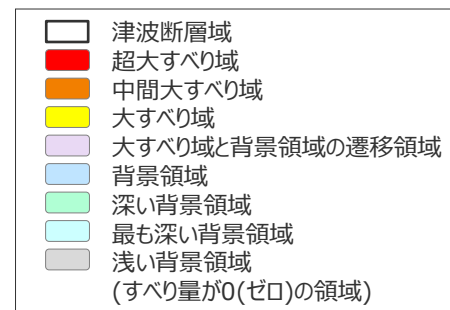 津波断層域
超大すべり域
中間大すべり域
大すべり域
大すべり域と背景領域の遷移領域
背景領域
深い背景領域
最も深い背景領域
浅い背景領域
(すべり量が0(ゼロ)の領域)